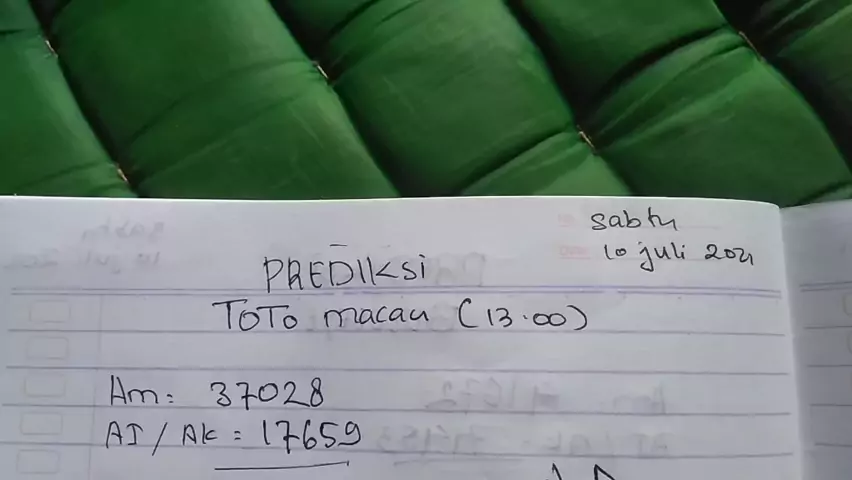 sabtu
10 juli 2021
PREDIKSi
TOTO macau (13.00)
Am: 37028
AI / Ak = 17659